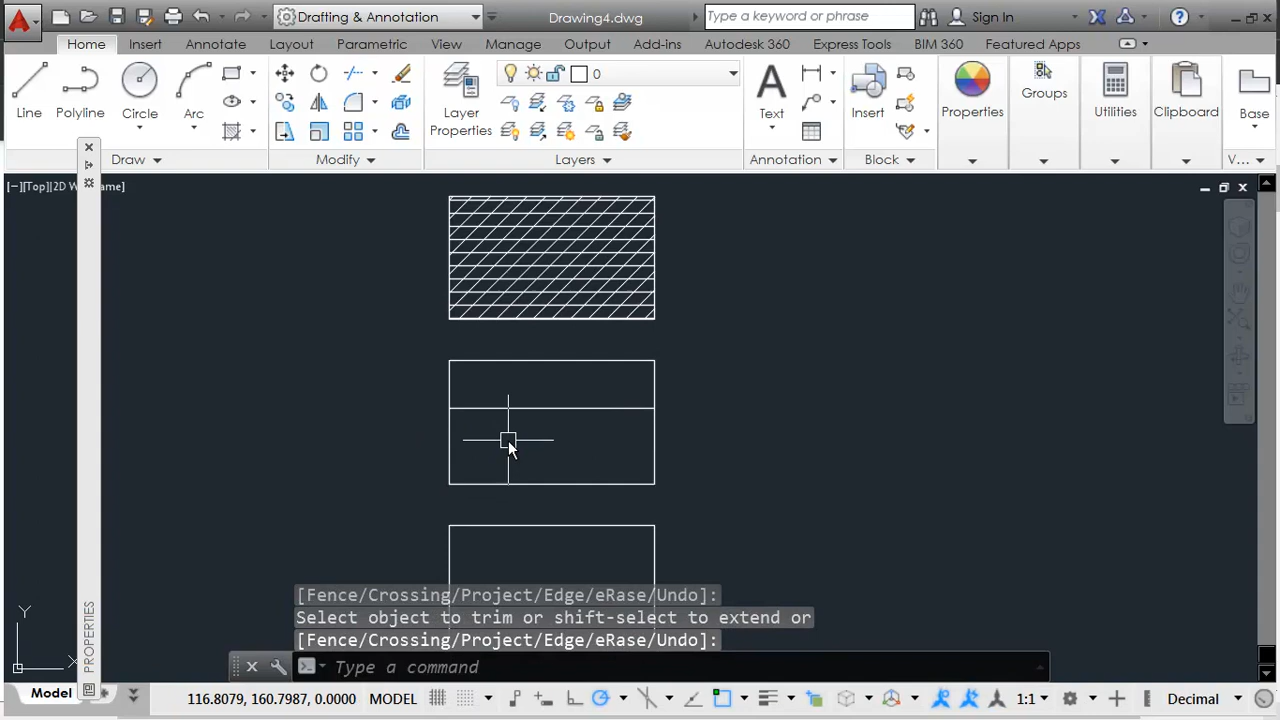 Drafting & Annotation
Drawing4.dwg
Type a keyword or phrase
Sign In
Home
Insert
Annotate
Layout
Parametric
View
Manage
Output
Add-ins
Autodesk 360
Express Tools
BIM 360
Featured Apps
Line
Polyline
Circle
Arc
Draw
Modify
Layer
Properties
0
Layers
Text
Annotation
Insert
Block
Properties
Groups
Utilities
Clipboard
Base
V...
[−][Top][2D W ame]
[Fence/Crossing/Project/Edge/eRase/Undo]:
Select object to trim or shift-select to extend or
[Fence/Crossing/Project/Edge/eRase/Undo]:
Y
X
PROPERTIES
Type a command
Model
116.8079, 160.7987, 0.0000
MODEL
1:1
Decimal